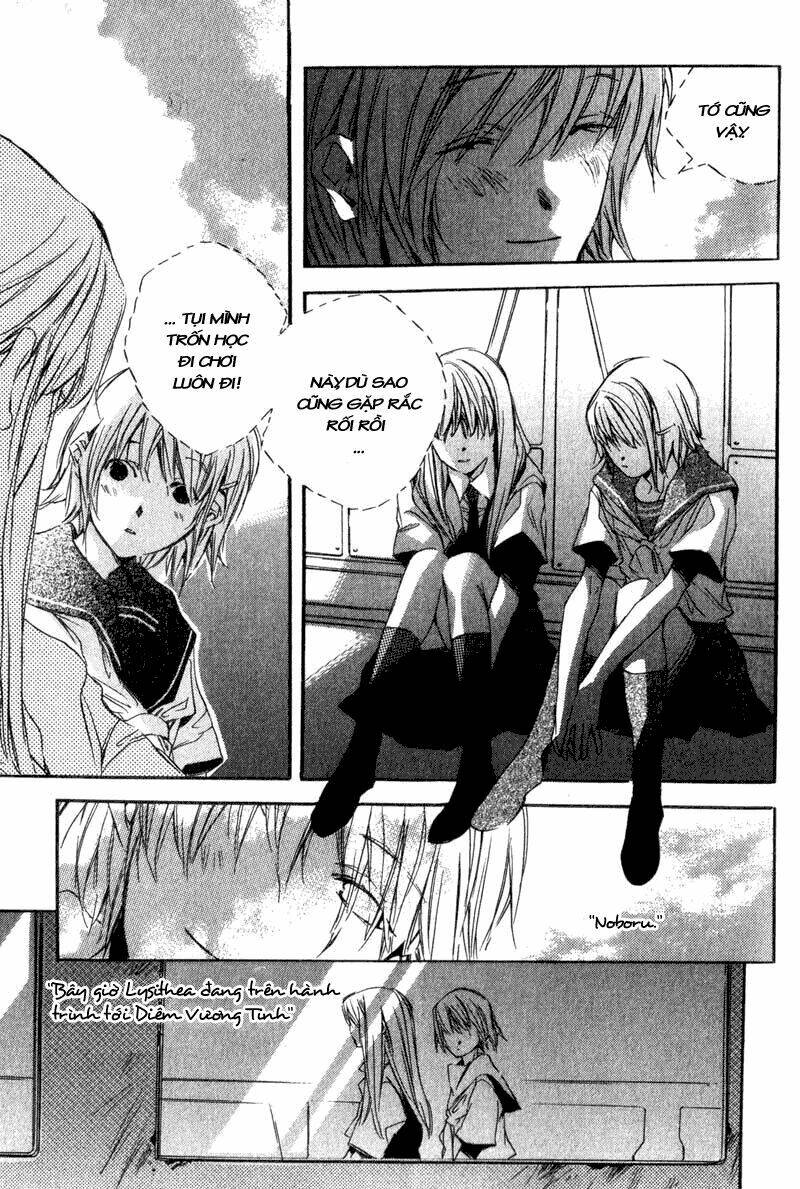 TỚ CŨNG
VẬY.
NÀY, DÙ SAO
CŨNG GẶP RẮC
RỐI RỒI
...
... TỤI MÌNH
TRỐN HỌC
ĐI CHƠI
LUÔN ĐI!
"Noboru."
"Bây giờ Lysithea đang trên hành
trình tới Diêm Vương Tinh"